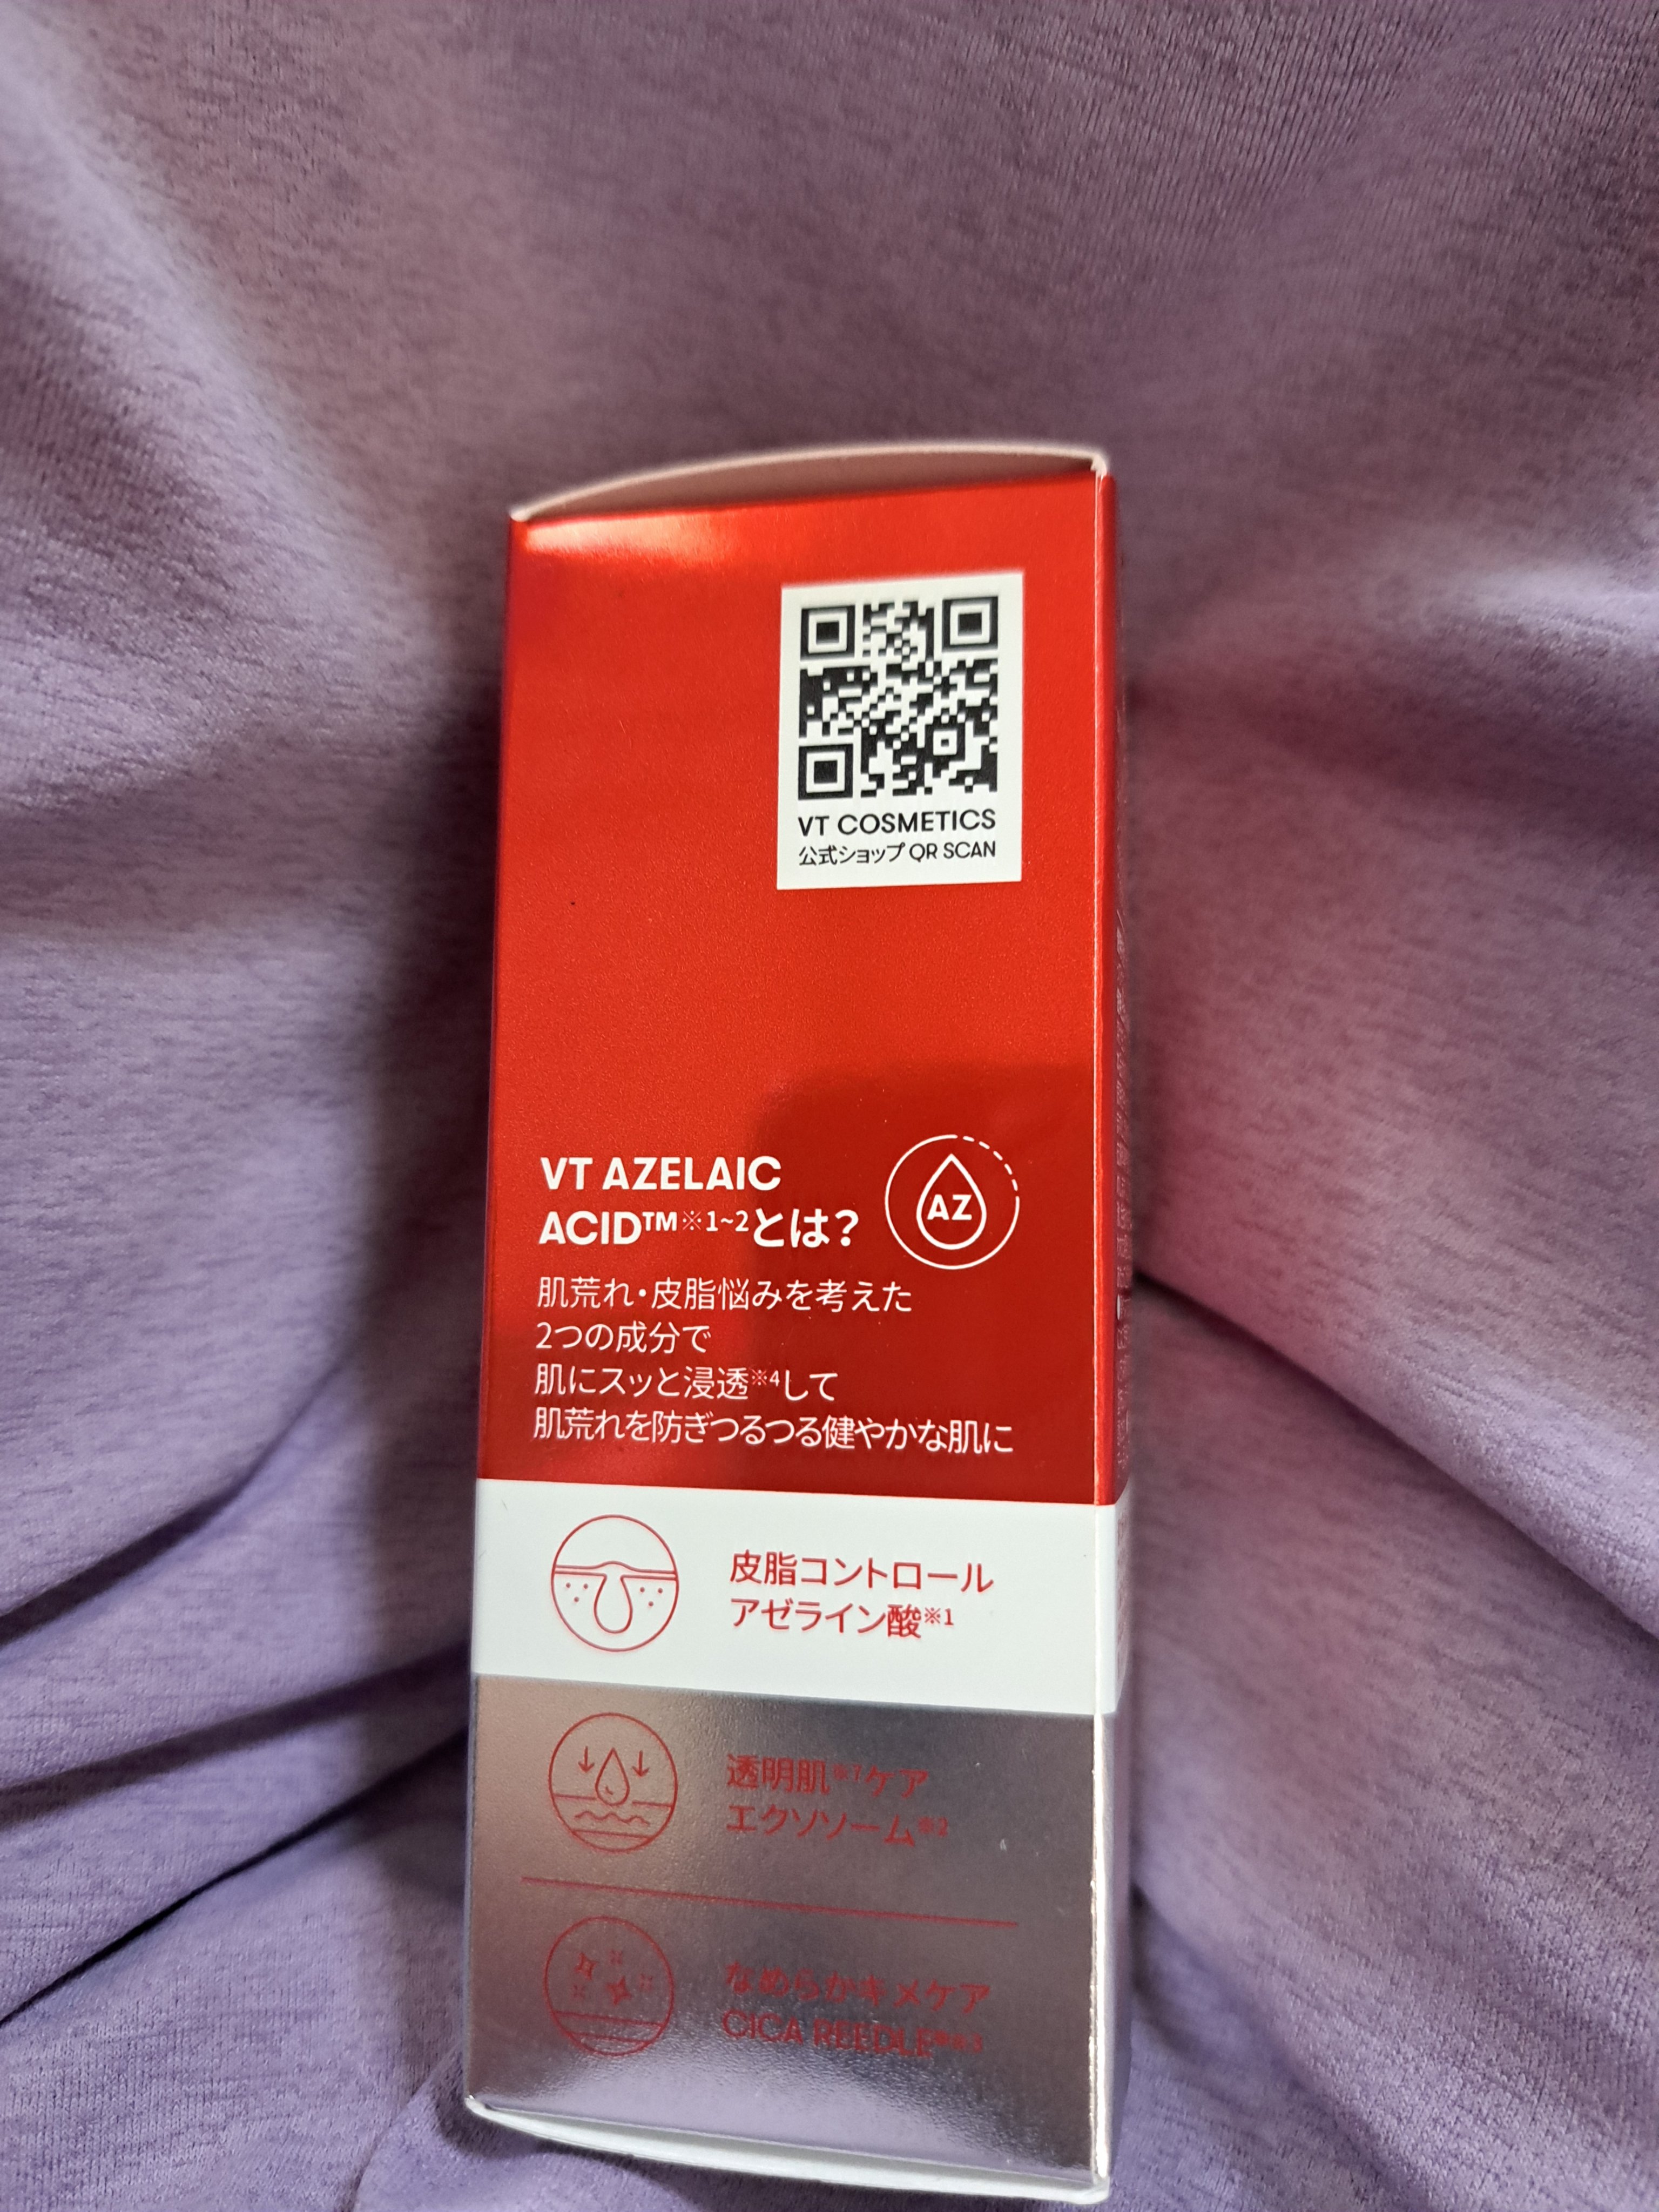 VT COSMETICS
公式ショップ QR SCAN
VT AZELAIC
ACID™※1~2とは?
AZ
肌荒れ・皮脂悩みを考えた
2つの成分で
肌にスッと浸透※4して
肌荒れを防ぎつるつる健やかな肌に
皮脂コントロール
アゼライン酸※1
透明肌※7ケア
エクソソーム※2
なめらかキメケア
CICA REEDLE